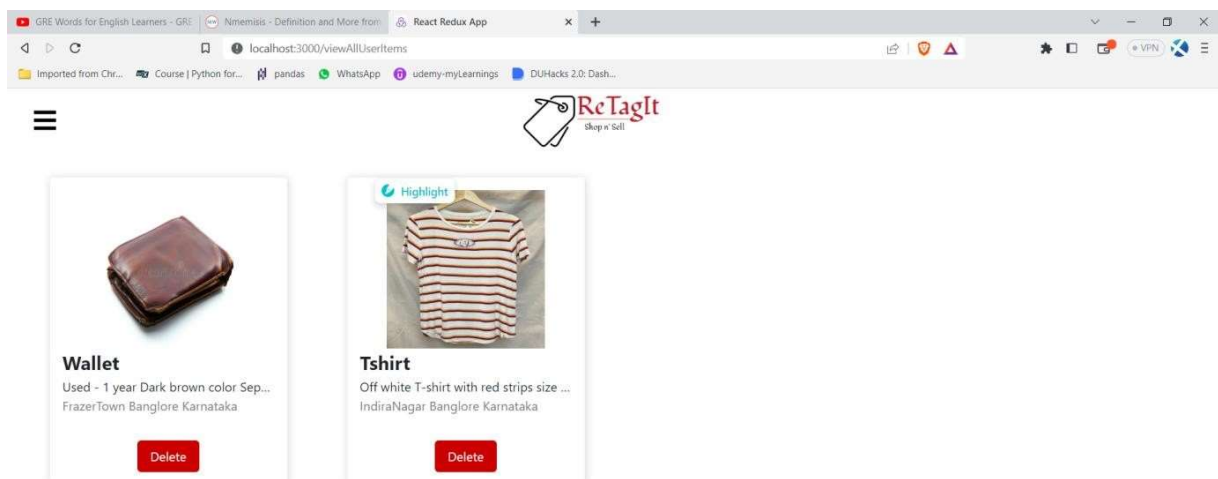 GRE Words for English Learners - GRE
Nmemisis - Definition and More from
React Redux App
localhost:3000/viewAllUserItems
VPN
Imported from Chr...
Course | Python for...
pandas
WhatsApp
udemy-myLearnings
DUHacks 2.0: Dash...
ReTagIt
Shop n' Sell
Highlight
Wallet
Used - 1 year Dark brown color Sep...
FrazerTown Banglore Karnataka
Delete
Tshirt
Off white T-shirt with red strips size ...
IndiraNagar Banglore Karnataka
Delete